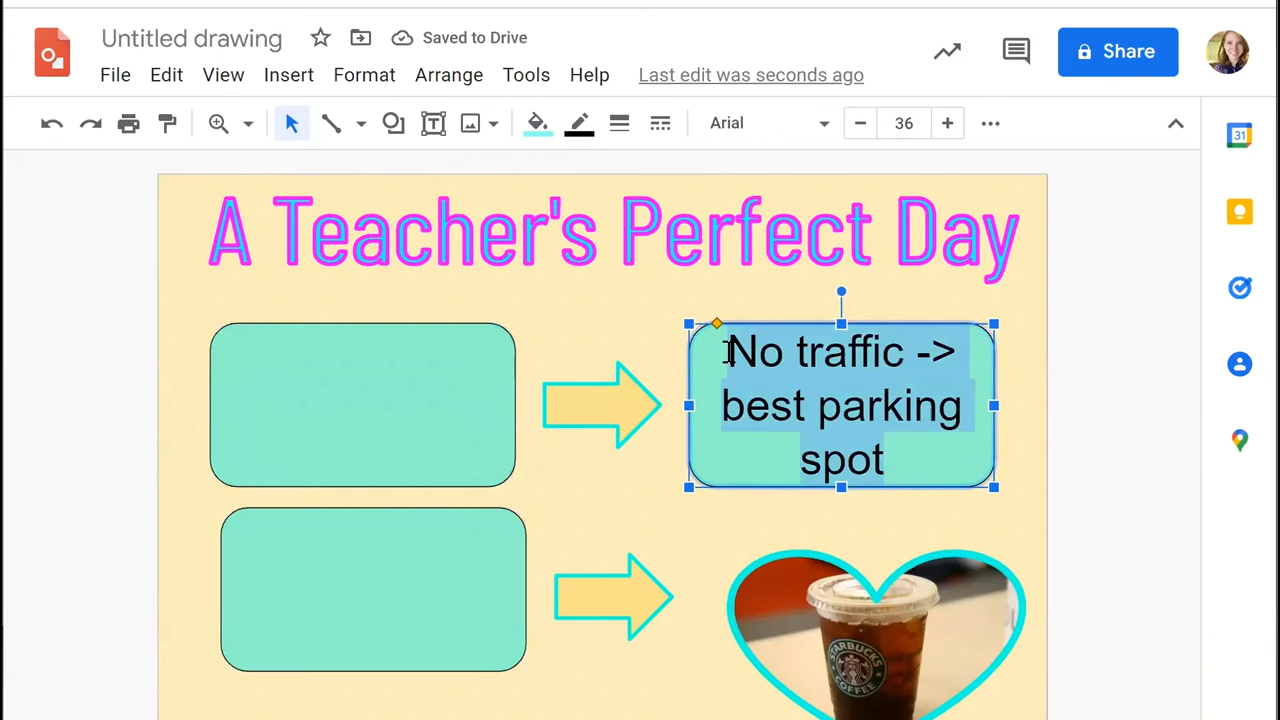 Untitled drawing
Saved to Drive
File Edit View Insert Format Arrange Tools Help Last edit was seconds ago
Share
Arial
36
31
A Teacher's Perfect Day
No traffic ->
best parking
spot
STARBUCKS
COFFEE